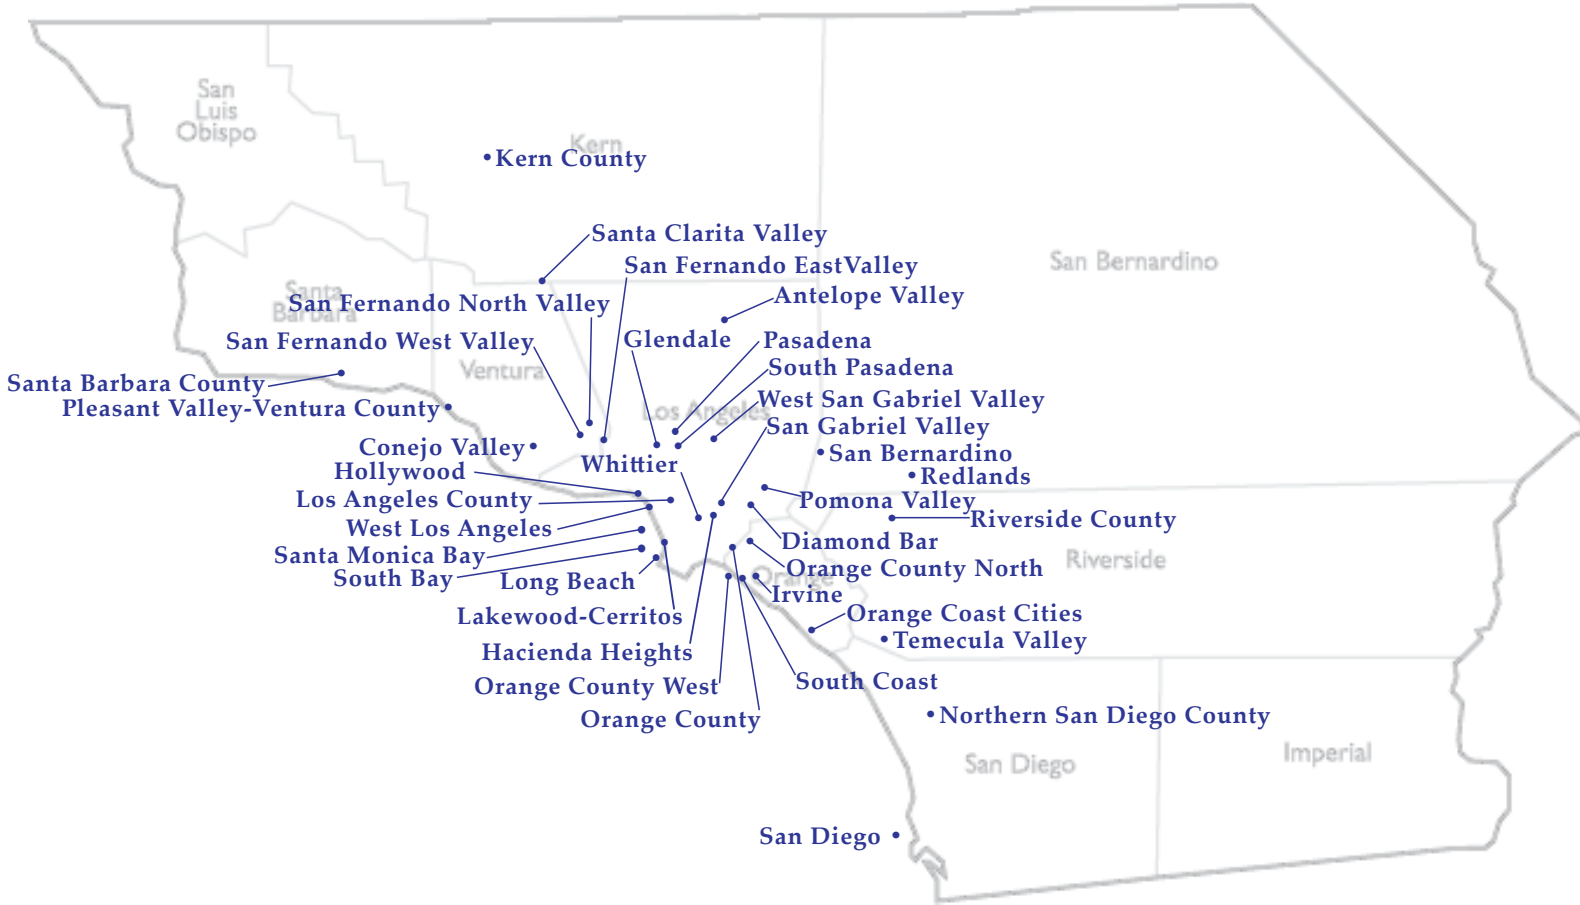 San
Luis
Obispo
Kern
Kern County
Santa Clarita Valley
San Bernardino
San Fernando EastValley
Santa
Barbara
San Fernando North Valley
Antelope Valley
San Fernando West Valley
Glendale
Pasadena
Ventura
South Pasadena
Santa Barbara County
West San Gabriel Valley
Pleasant Valley-Ventura County
Los Angeles
San Gabriel Valley
Conejo Valley
San Bernardino
Whittier
Hollywood
Redlands
Los Angeles County
Pomona Valley
Riverside County
West Los Angeles
Diamond Bar
Santa Monica Bay
Riverside
Orange County North
South Bay
Long Beach
Orange
Irvine
Lakewood-Cerritos
Orange Coast Cities
Temecula Valley
Hacienda Heights
Orange County West
South Coast
Orange County
Northern San Diego County
San Diego
Imperial
San Diego